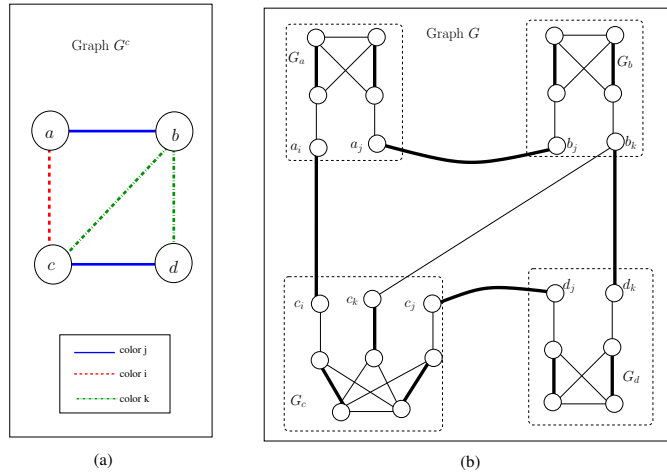 Graph G^c
a
b
c
d
color j
color i
color k
(a)
Graph G
G_a
G_b
a_i
a_j
b_j
b_k
c_i
c_k
c_j
d_j
d_k
G_c
G_d
(b)